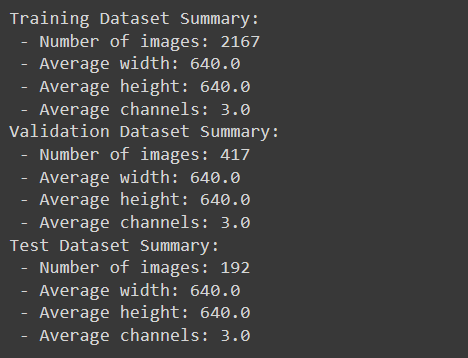 Training Dataset Summary:
 - Number of images: 2167
 - Average width: 640.0
 - Average height: 640.0
 - Average channels: 3.0
Validation Dataset Summary:
 - Number of images: 417
 - Average width: 640.0
 - Average height: 640.0
 - Average channels: 3.0
Test Dataset Summary:
 - Number of images: 192
 - Average width: 640.0
 - Average height: 640.0
 - Average channels: 3.0